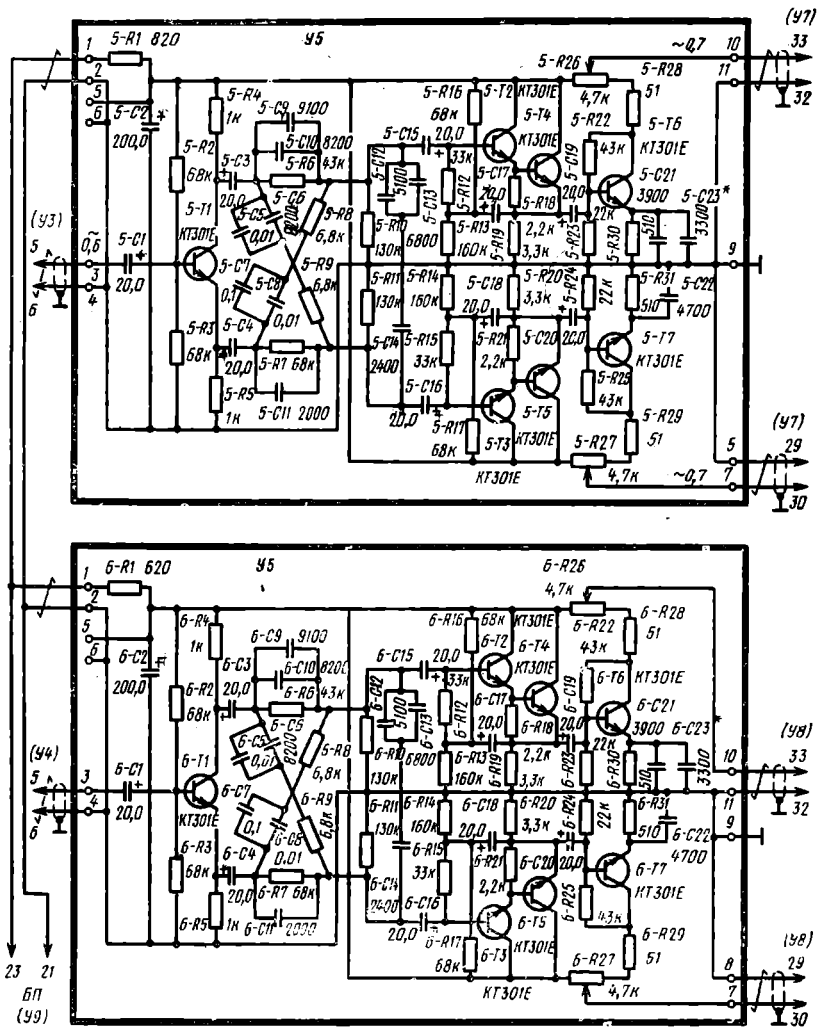 (У7)
1 5-R1 820 У5 ~0,7 10 33
2 5-R26 11
5 5-R4 5-C9 9100 5-R16 5-T2 КТ301Е 4,7к 5-R28 32
5-C2 1к 5-C10 8200 5-C15 20,0 68к 5-T4 5-R22 51
6 200,0 5-R2 5-C3 5-R6 43к 33к КТ301Е 5-C19 43к 5-T6
68к 20,0 5-C12 5100 5-C13 5-R12 5-C17 20,0 КТ301Е
5-C6 8200 5-R8 5-R18 20,0 5-C21 5-C23*
(У3) 5-T1 5-C5 0,01 6,8к 5-R10 3900 3300
5 0,6 5-C1 КТ301Е 5-C7 5-R9 130к 6800 5-R13 160к 5-R19 2,2к 3,3к 22к 5-R23 510 5-R30
3 0,1 5-C8 6,8к 5-R11 5-R14 5-C18 5-R20 5-R24 5-R31 5-C22 9
6 4 20,0 5-C4 0,01 130к 160к 20,0 3,3к 22к 510 4700
5-R3 68к 20,0 5-R7 68к 5-C14 2400 5-R15 33к 5-R21 2,2к 5-C20 20,0 5-T7
5-R5 1к 5-C11 2000 5-C16 20,0 5-R25 43к КТ301Е
5-R17 68к 5-T3 5-T5 КТ301Е 5-R29 (У7)
КТ301Е 5-R27 4,7к 51 5 29
~0,7 7 30
1 6-R1 620 У5 6-R26
2 4,7к
5 6-R4 6-C9 9100 6-R16 68к 6-T4 6-R22 6-R28
6 1к 6-C10 8200 6-C15 20,0 6-T2 КТ301Е 43к 51
6-C2 200,0 6-C3 6-R6 43к 33к 6-C19 6-T6 КТ301Е
6-R2 68к 20,0 6-C12 5100 6-C13 6-R12 6-C17 20,0 6-R18 20,0 6-C21 6-C23
6-C6 8200 6-R8 6-R10 3900 3300 (У8)
(У4) 6-T1 6-C5 0,01 6,8к 130к 6800 6-R13 160к 6-R19 2,2к 3,3к 22к 6-R23 510 6-R30 10 33
5 3 6-C1 КТ301Е 6-C7 6-R9 6-R11 6-R14 6-C18 6-R20 6-R24 6-R31 11 32
6 4 20,0 0,1 6-C8 6,8к 130к 160к 20,0 3,3к 22к 510 6-C22 9
6-R3 68к 6-C4 20,0 0,01 6-C14 2400 6-R15 33к 6-R21 2,2к 6-C20 20,0 4700
6-R7 68к 6-C16 20,0 6-R25 43к 6-T7 КТ301Е
6-R5 1к 6-C11 2000 6-R17 68к 6-T3 6-T5 КТ301Е 6-R29 (У8)
КТ301Е 6-R27 4,7к 51 8 29
7 30
23 21
БП
(У9)